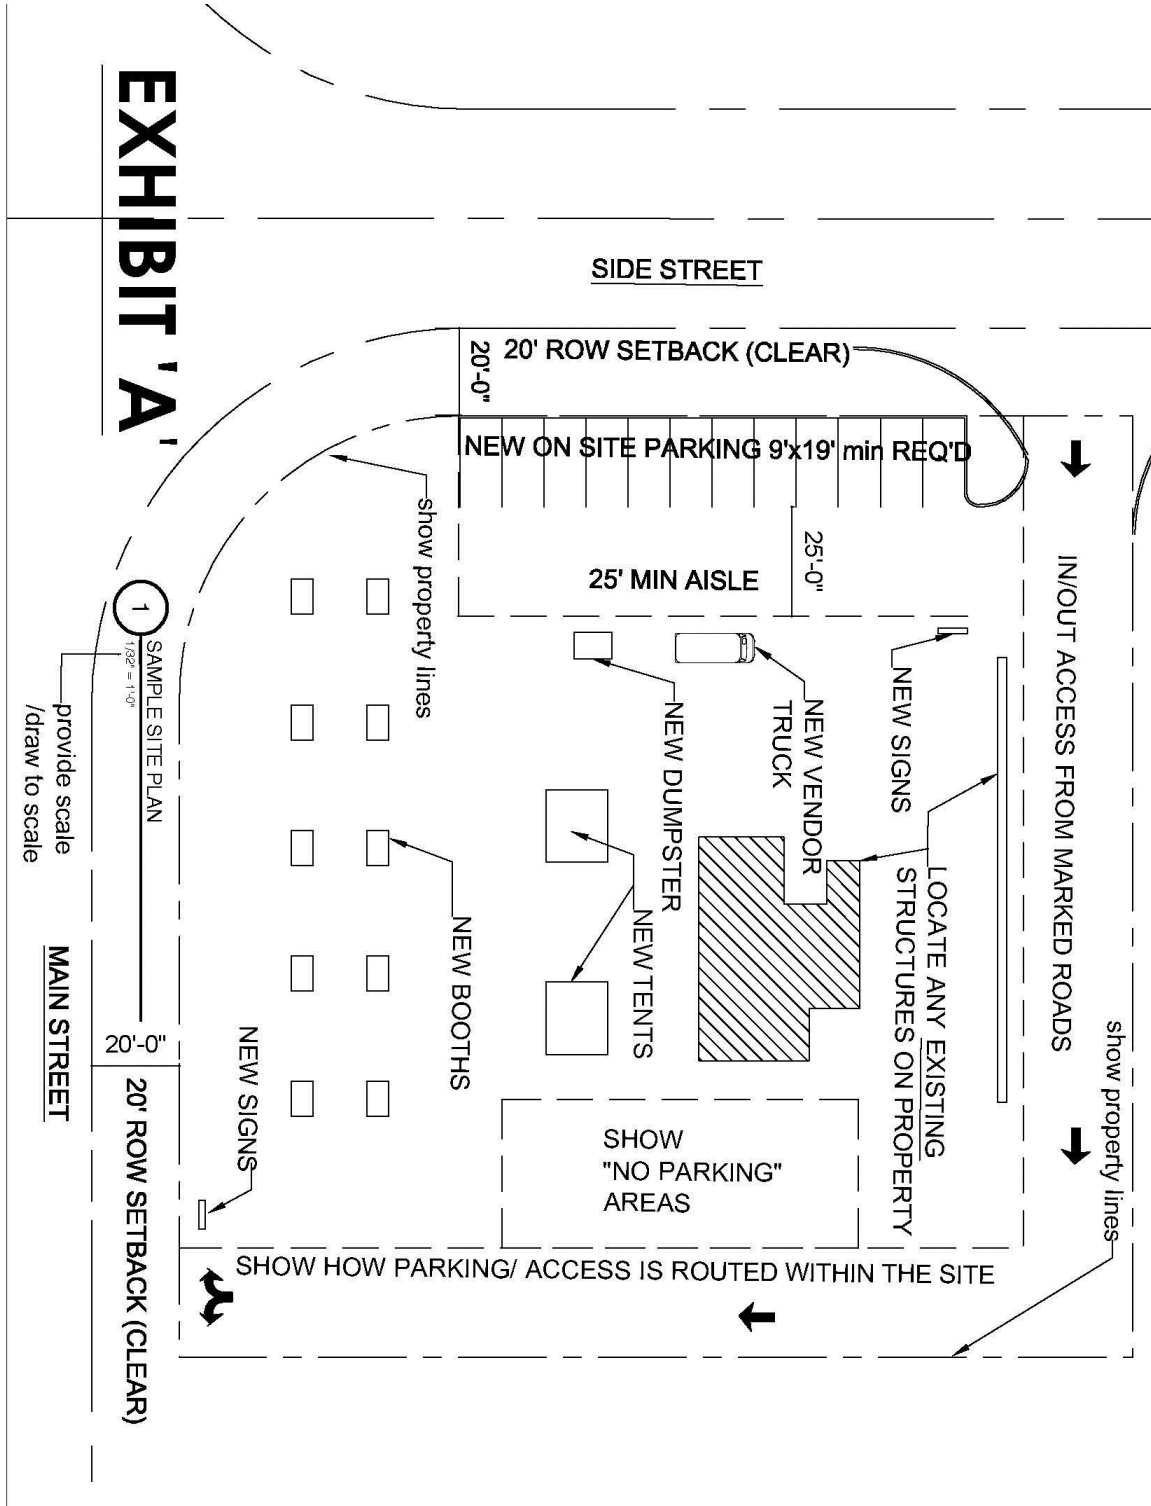 EXHIBIT 'A'
SIDE STREET
20' ROW SETBACK (CLEAR)
20'-0"
NEW ON SITE PARKING 9'x19' min REQ'D
show property lines
25'-0"
25' MIN AISLE
IN/OUT ACCESS FROM MARKED ROADS
1
SAMPLE SITE PLAN
1/32" = 1'-0"
provide scale
/draw to scale
NEW SIGNS
NEW VENDOR
TRUCK
NEW DUMPSTER
LOCATE ANY EXISTING
STRUCTURES ON PROPERTY
NEW TENTS
NEW BOOTHS
MAIN STREET
20'-0"
20' ROW SETBACK (CLEAR)
NEW SIGNS
SHOW
"NO PARKING"
AREAS
show property lines
SHOW HOW PARKING/ ACCESS IS ROUTED WITHIN THE SITE